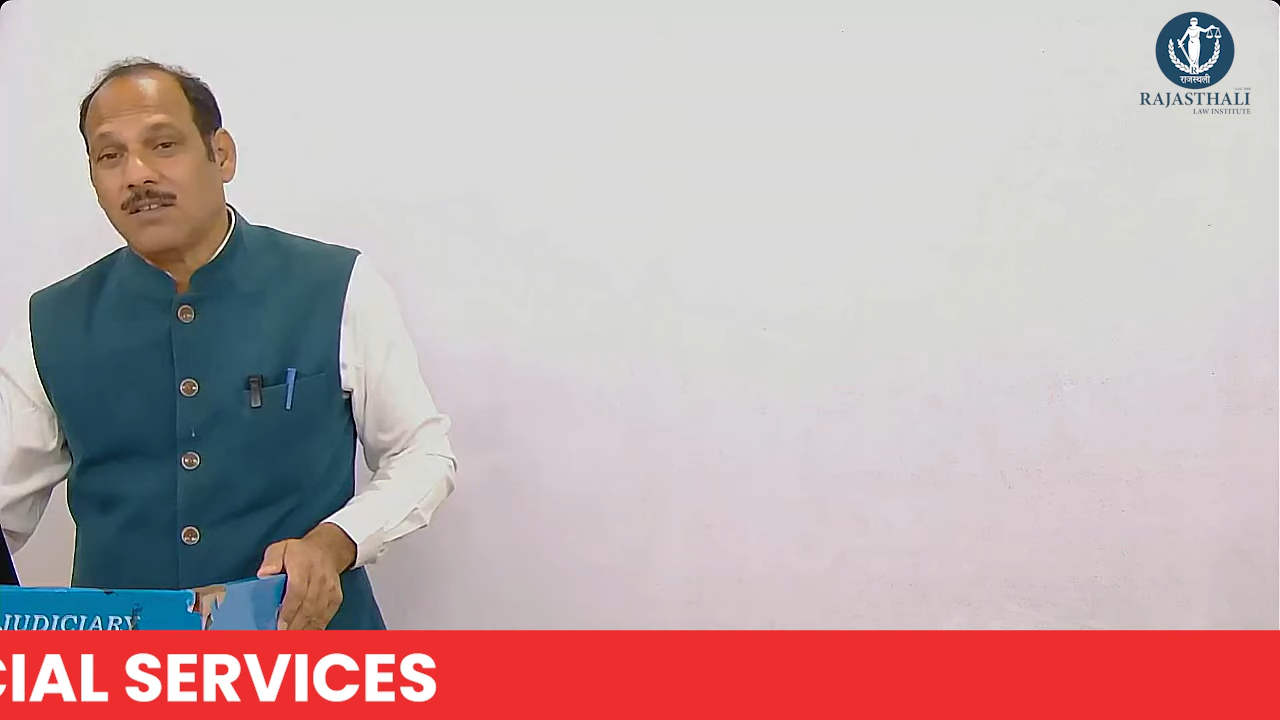 राजस्थली
RAJASTHALI
LAW INSTITUTE
JUDICIARY
CIAL SERVICES